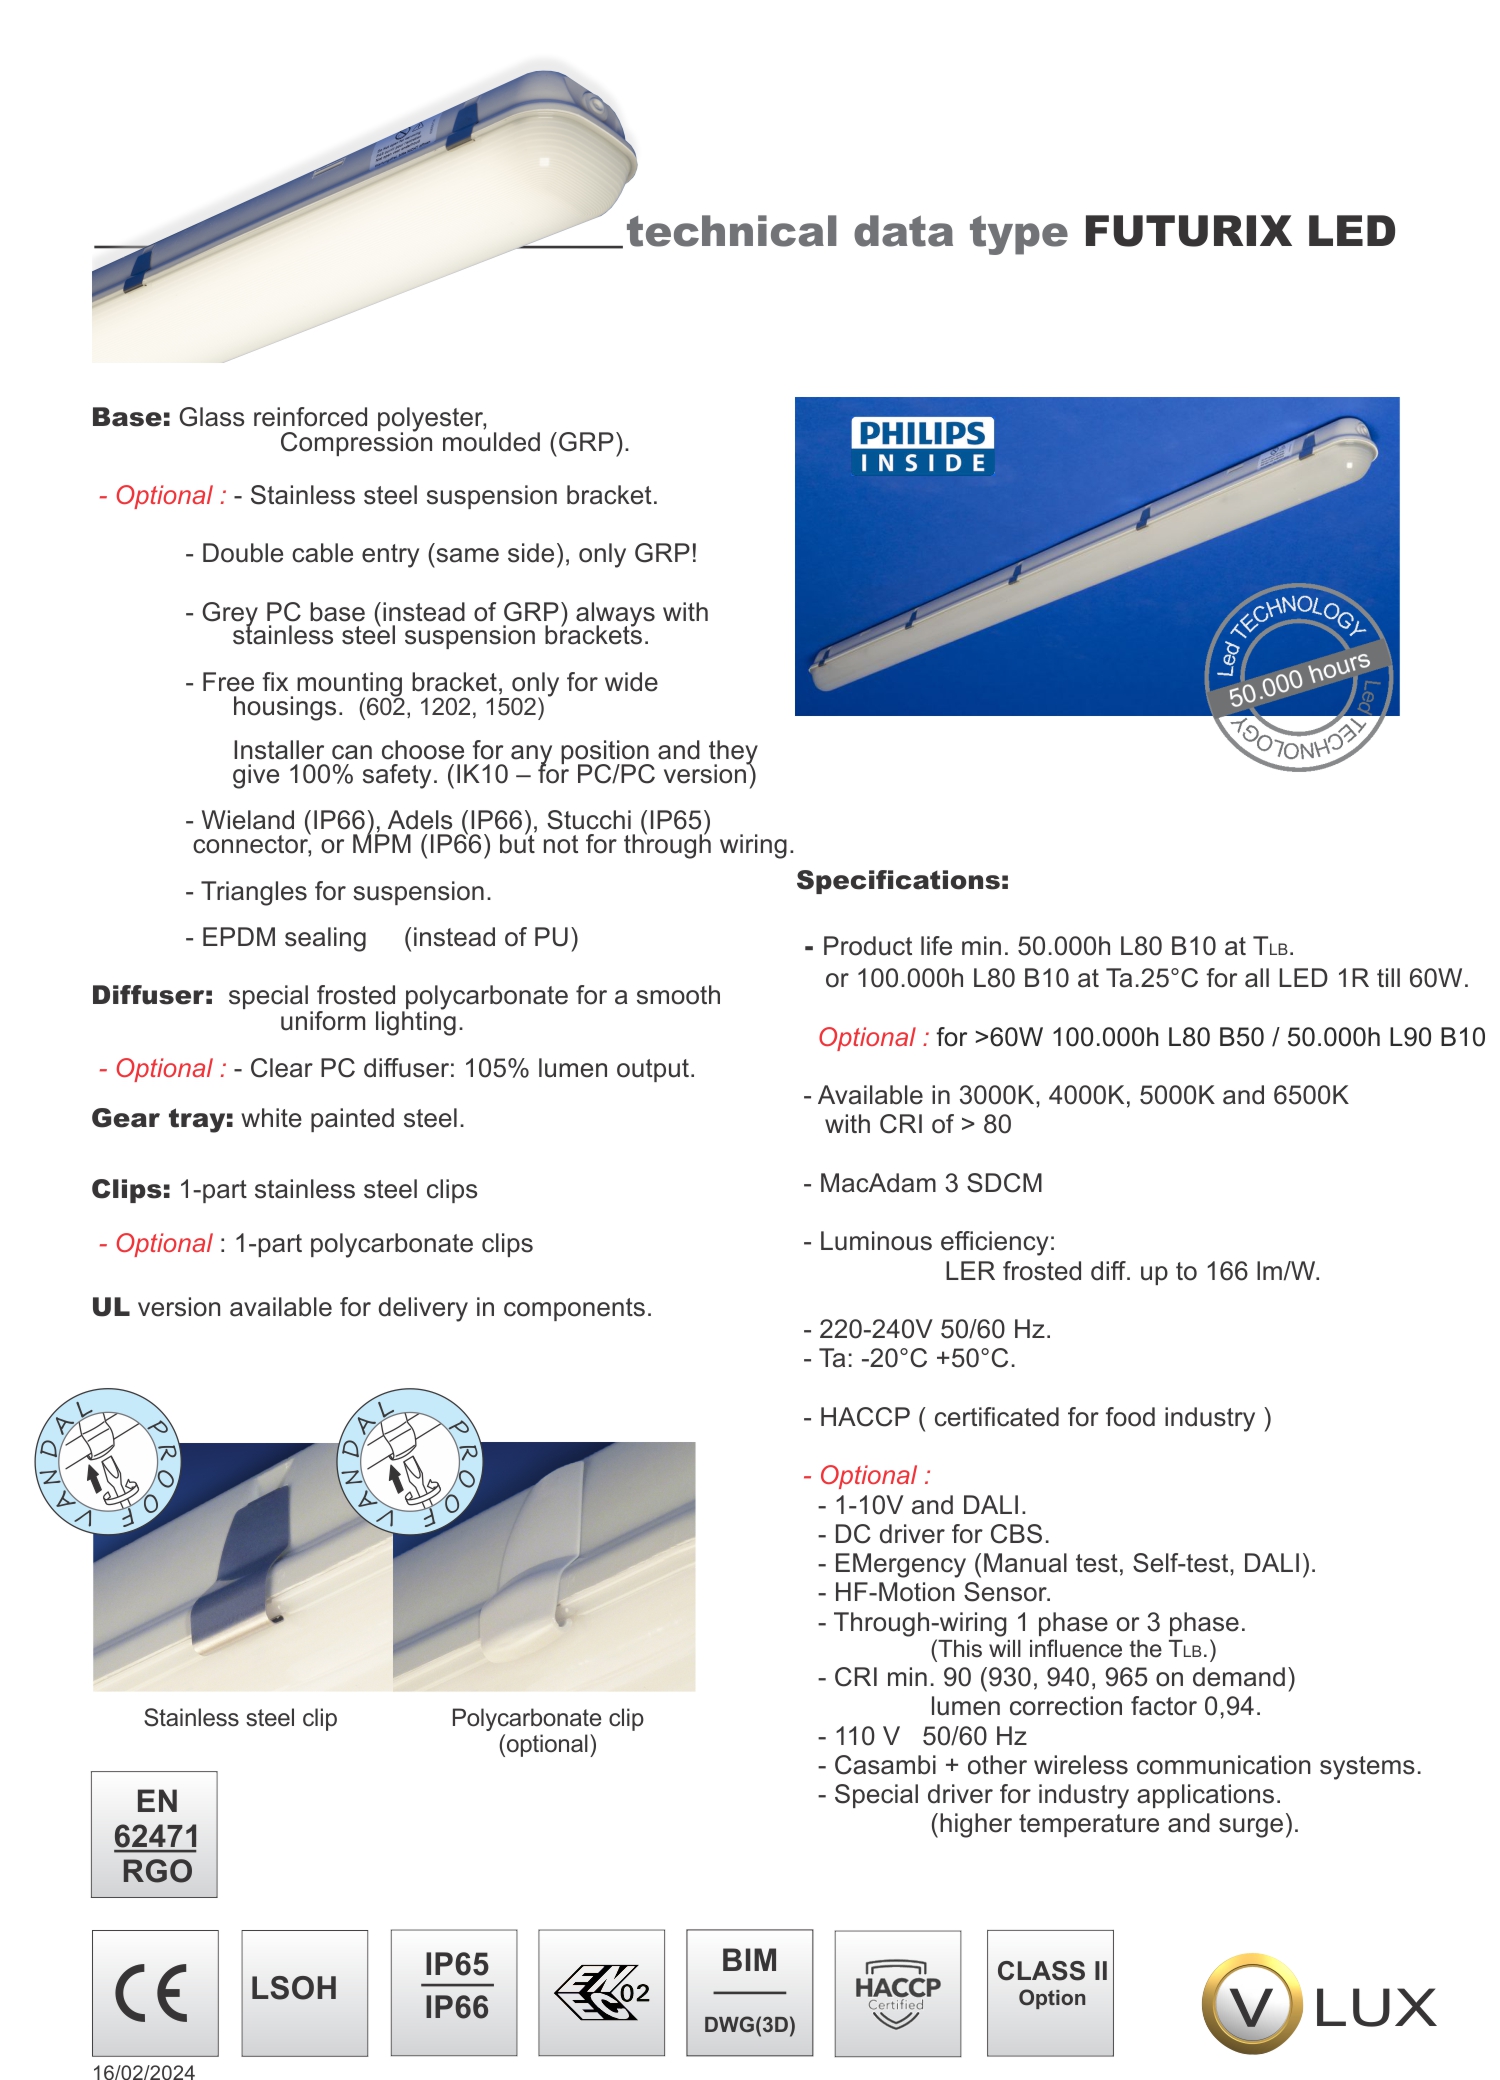 technical data type FUTURIX LED
Base: Glass reinforced polyester,
Compression moulded (GRP).
- Optional : - Stainless steel suspension bracket.
- Double cable entry (same side), only GRP!
- Grey PC base (instead of GRP) always with
stainless steel suspension brackets.
- Free fix mounting bracket, only for wide
housings. (602, 1202, 1502)
Installer can choose for any position and they
give 100% safety. (IK10 – for PC/PC version)
- Wieland (IP66), Adels (IP66), Stucchi (IP65)
connector, or MPM (IP66) but not for through wiring.
- Triangles for suspension.
- EPDM sealing (instead of PU)
Diffuser: special frosted polycarbonate for a smooth
uniform lighting.
- Optional : - Clear PC diffuser: 105% lumen output.
Gear tray: white painted steel.
Clips: 1-part stainless steel clips
- Optional : 1-part polycarbonate clips
UL version available for delivery in components.
VANDAL PROOF
VANDAL PROOF
Stainless steel clip
Polycarbonate clip
(optional)
PHILIPS
INSIDE
Led TECHNOLOGY
50.000 hours
Led TECHNOLOGY
Specifications:
- Product life min. 50.000h L80 B10 at TLB.
or 100.000h L80 B10 at Ta.25°C for all LED 1R till 60W.
Optional : for >60W 100.000h L80 B50 / 50.000h L90 B10
- Available in 3000K, 4000K, 5000K and 6500K
with CRI of > 80
- MacAdam 3 SDCM
- Luminous efficiency:
LER frosted diff. up to 166 lm/W.
- 220-240V 50/60 Hz.
- Ta: -20°C +50°C.
- HACCP ( certificated for food industry )
- Optional :
- 1-10V and DALI.
- DC driver for CBS.
- EMergency (Manual test, Self-test, DALI).
- HF-Motion Sensor.
- Through-wiring 1 phase or 3 phase.
(This will influence the TLB.)
- CRI min. 90 (930, 940, 965 on demand)
lumen correction factor 0,94.
- 110 V 50/60 Hz
- Casambi + other wireless communication systems.
- Special driver for industry applications.
(higher temperature and surge).
EN
62471
RGO
CE
LSOH
IP65
IP66
ENEC 02
BIM
DWG(3D)
HACCP
Certified
CLASS II
Option
V LUX
16/02/2024